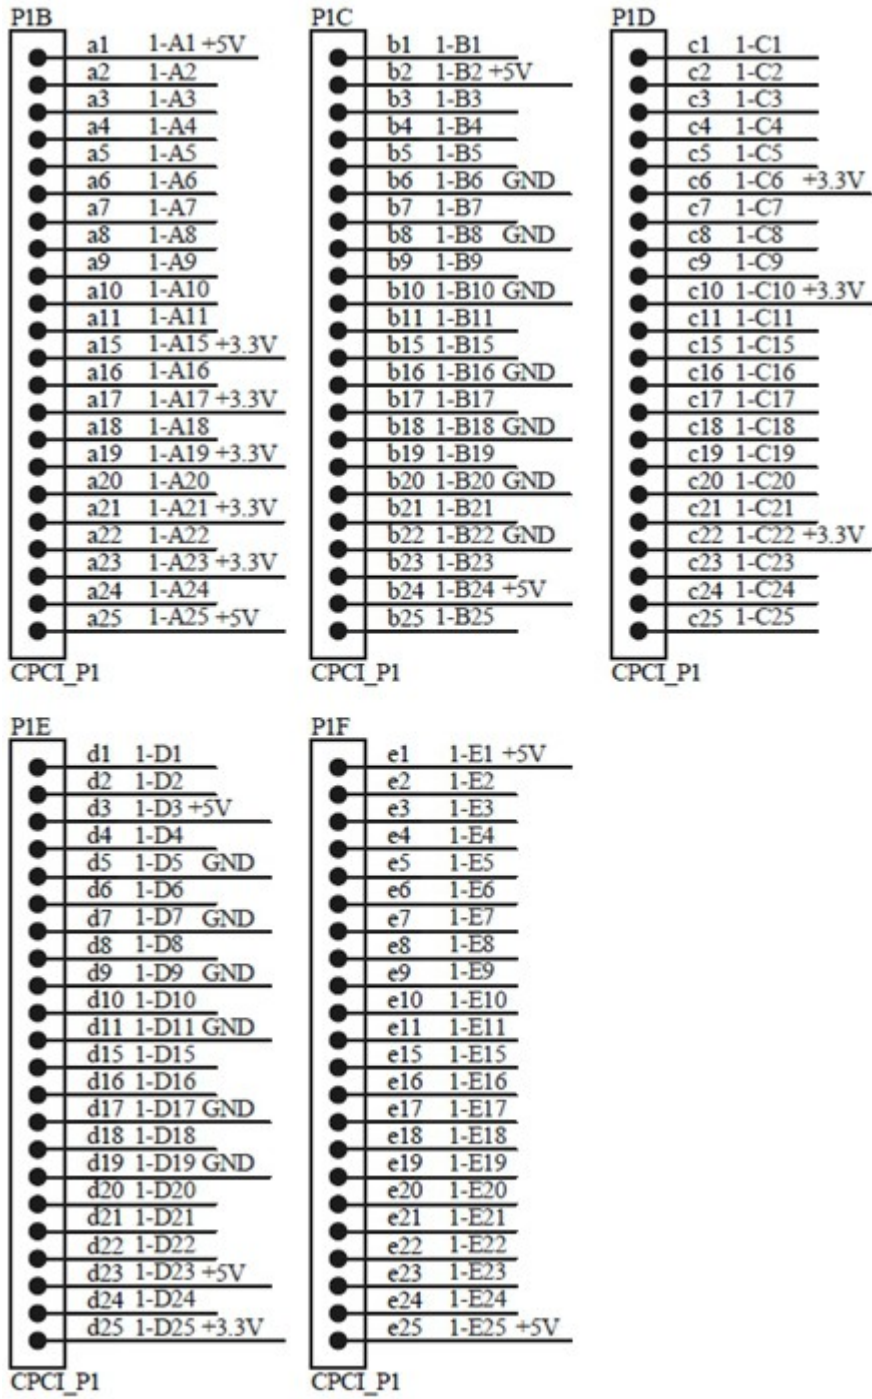 P1B
a1 1-A1 +5V
a2 1-A2
a3 1-A3
a4 1-A4
a5 1-A5
a6 1-A6
a7 1-A7
a8 1-A8
a9 1-A9
a10 1-A10
a11 1-A11
a15 1-A15 +3.3V
a16 1-A16
a17 1-A17 +3.3V
a18 1-A18
a19 1-A19 +3.3V
a20 1-A20
a21 1-A21 +3.3V
a22 1-A22
a23 1-A23 +3.3V
a24 1-A24
a25 1-A25 +5V
CPCI_P1
P1C
b1 1-B1
b2 1-B2 +5V
b3 1-B3
b4 1-B4
b5 1-B5
b6 1-B6 GND
b7 1-B7
b8 1-B8 GND
b9 1-B9
b10 1-B10 GND
b11 1-B11
b15 1-B15
b16 1-B16 GND
b17 1-B17
b18 1-B18 GND
b19 1-B19
b20 1-B20 GND
b21 1-B21
b22 1-B22 GND
b23 1-B23
b24 1-B24 +5V
b25 1-B25
CPCI_P1
P1D
c1 1-C1
c2 1-C2
c3 1-C3
c4 1-C4
c5 1-C5
c6 1-C6 +3.3V
c7 1-C7
c8 1-C8
c9 1-C9
c10 1-C10 +3.3V
c11 1-C11
c15 1-C15
c16 1-C16
c17 1-C17
c18 1-C18
c19 1-C19
c20 1-C20
c21 1-C21
c22 1-C22 +3.3V
c23 1-C23
c24 1-C24
c25 1-C25
CPCI_P1
P1E
d1 1-D1
d2 1-D2
d3 1-D3 +5V
d4 1-D4
d5 1-D5 GND
d6 1-D6
d7 1-D7 GND
d8 1-D8
d9 1-D9 GND
d10 1-D10
d11 1-D11 GND
d15 1-D15
d16 1-D16
d17 1-D17 GND
d18 1-D18
d19 1-D19 GND
d20 1-D20
d21 1-D21
d22 1-D22
d23 1-D23 +5V
d24 1-D24
d25 1-D25 +3.3V
CPCI_P1
P1F
e1 1-E1 +5V
e2 1-E2
e3 1-E3
e4 1-E4
e5 1-E5
e6 1-E6
e7 1-E7
e8 1-E8
e9 1-E9
e10 1-E10
e11 1-E11
e15 1-E15
e16 1-E16
e17 1-E17
e18 1-E18
e19 1-E19
e20 1-E20
e21 1-E21
e22 1-E22
e23 1-E23
e24 1-E24
e25 1-E25 +5V
CPCI_P1